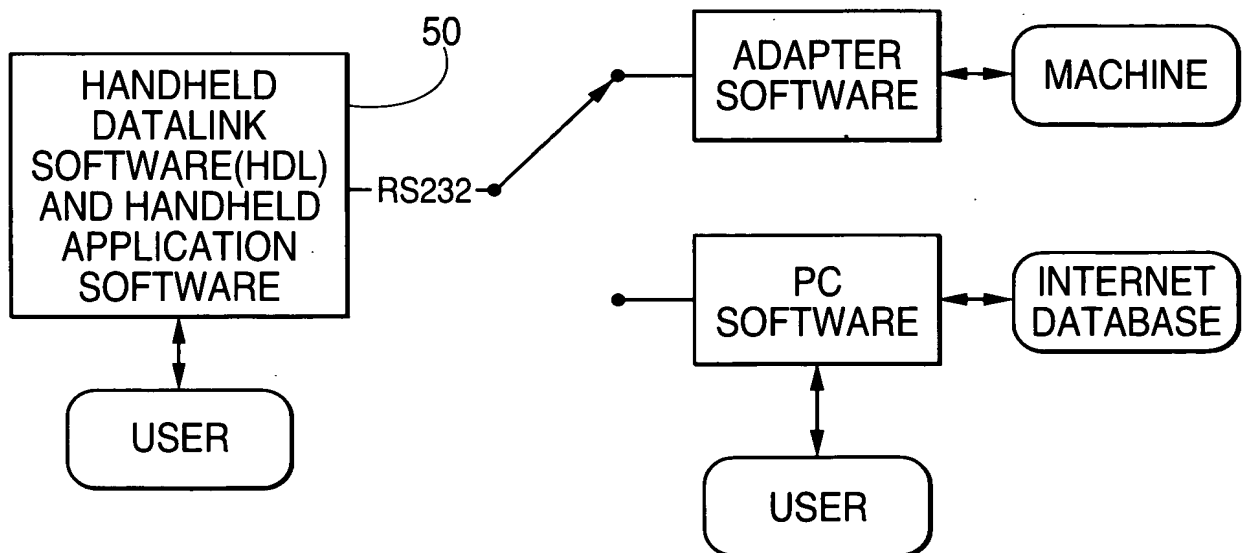 50
HANDHELD
DATALINK
SOFTWARE(HDL)
AND HANDHELD
APPLICATION
SOFTWARE
RS232
ADAPTER
SOFTWARE
MACHINE
PC
SOFTWARE
INTERNET
DATABASE
USER
USER